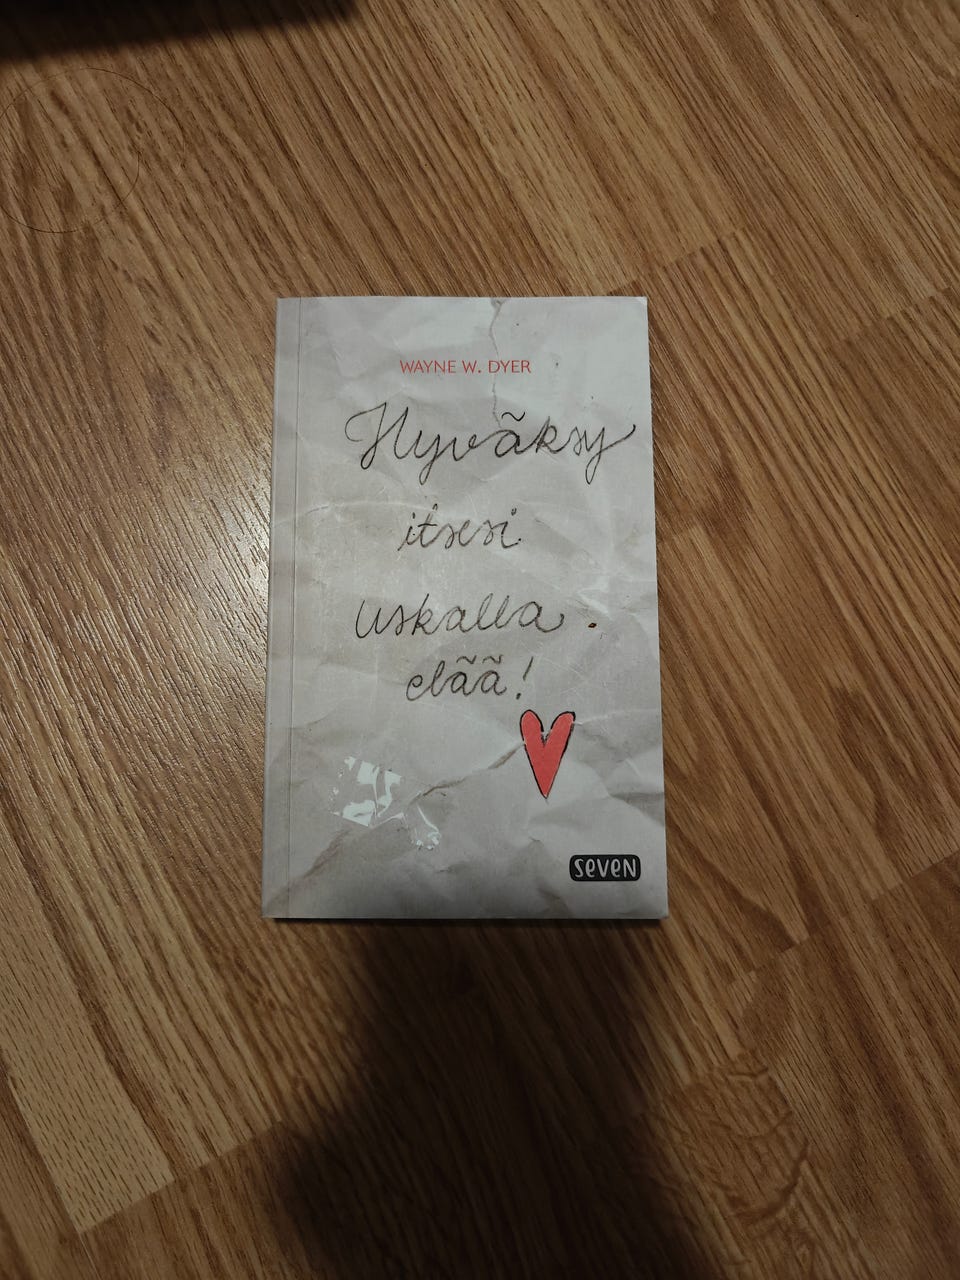 WAYNE W. DYER
Hyväksy
itsesi
uskalla
elää!
seven